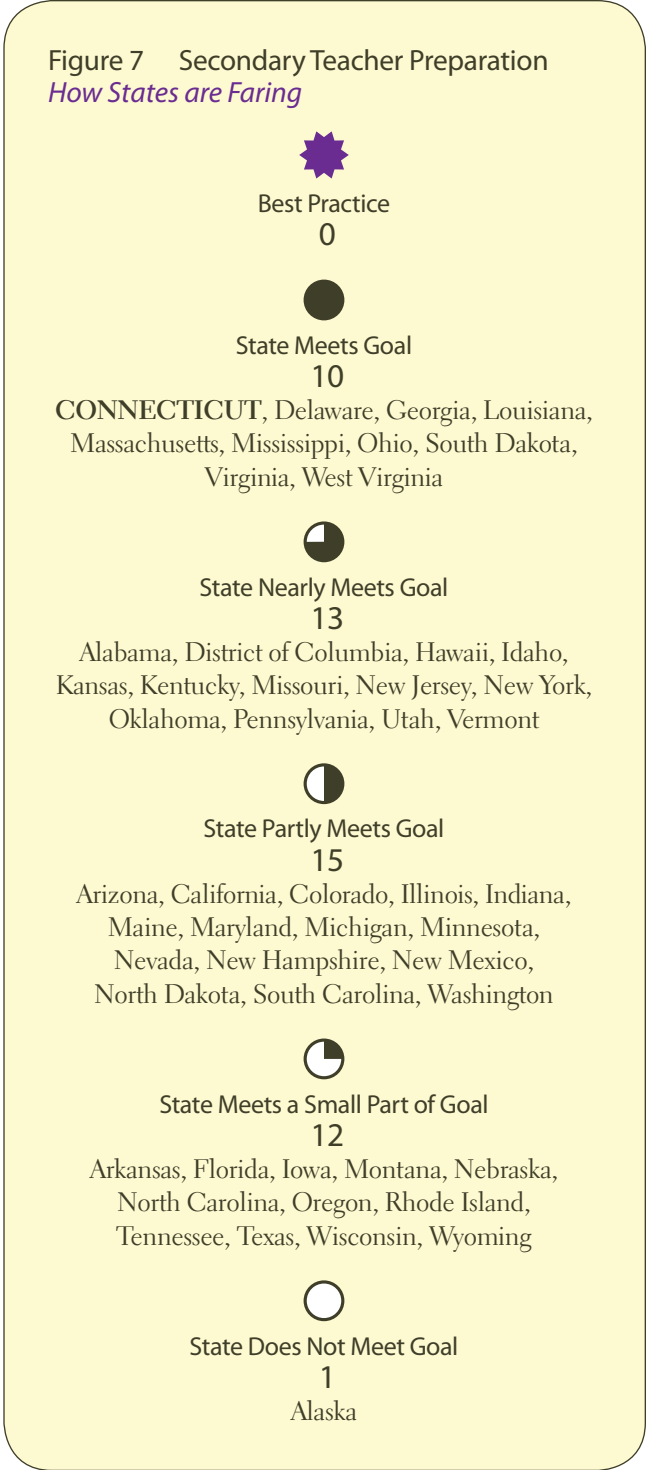 Figure 7 Secondary Teacher Preparation
How States are Faring
Best Practice
0
State Meets Goal
10
CONNECTICUT, Delaware, Georgia, Louisiana,
Massachusetts, Mississippi, Ohio, South Dakota,
Virginia, West Virginia
State Nearly Meets Goal
13
Alabama, District of Columbia, Hawaii, Idaho,
Kansas, Kentucky, Missouri, New Jersey, New York,
Oklahoma, Pennsylvania, Utah, Vermont
State Partly Meets Goal
15
Arizona, California, Colorado, Illinois, Indiana,
Maine, Maryland, Michigan, Minnesota,
Nevada, New Hampshire, New Mexico,
North Dakota, South Carolina, Washington
State Meets a Small Part of Goal
12
Arkansas, Florida, Iowa, Montana, Nebraska,
North Carolina, Oregon, Rhode Island,
Tennessee, Texas, Wisconsin, Wyoming
State Does Not Meet Goal
1
Alaska